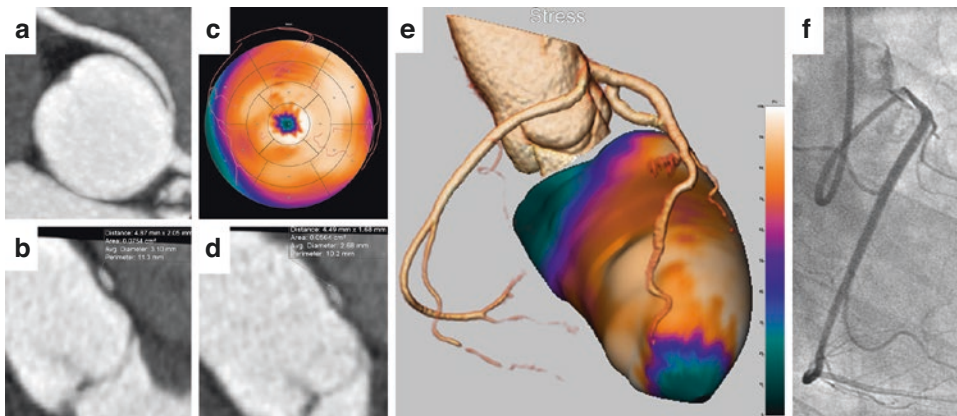 a
c
e
Stress
f
b
Distance: 4.97 mm x 2.05 mm
Area: 0.0754 cm²
Avg. Diameter: 3.10 mm
Perimeter: 11.3 mm
d
Distance: 4.49 mm x 1.68 mm
Area: 0.0564 cm²
Avg. Diameter: 2.68 mm
Perimeter: 10.2 mm